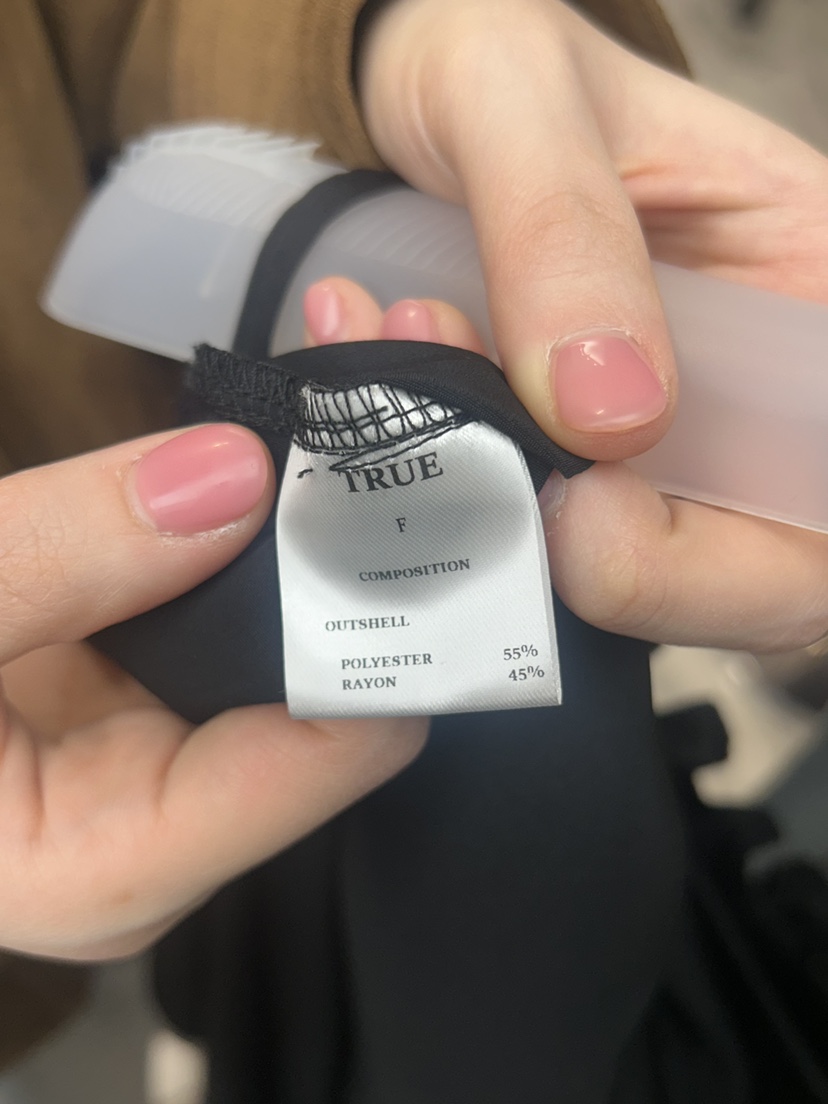 TRUE
F
COMPOSITION
OUTSHELL
POLYESTER 55%
RAYON 45%